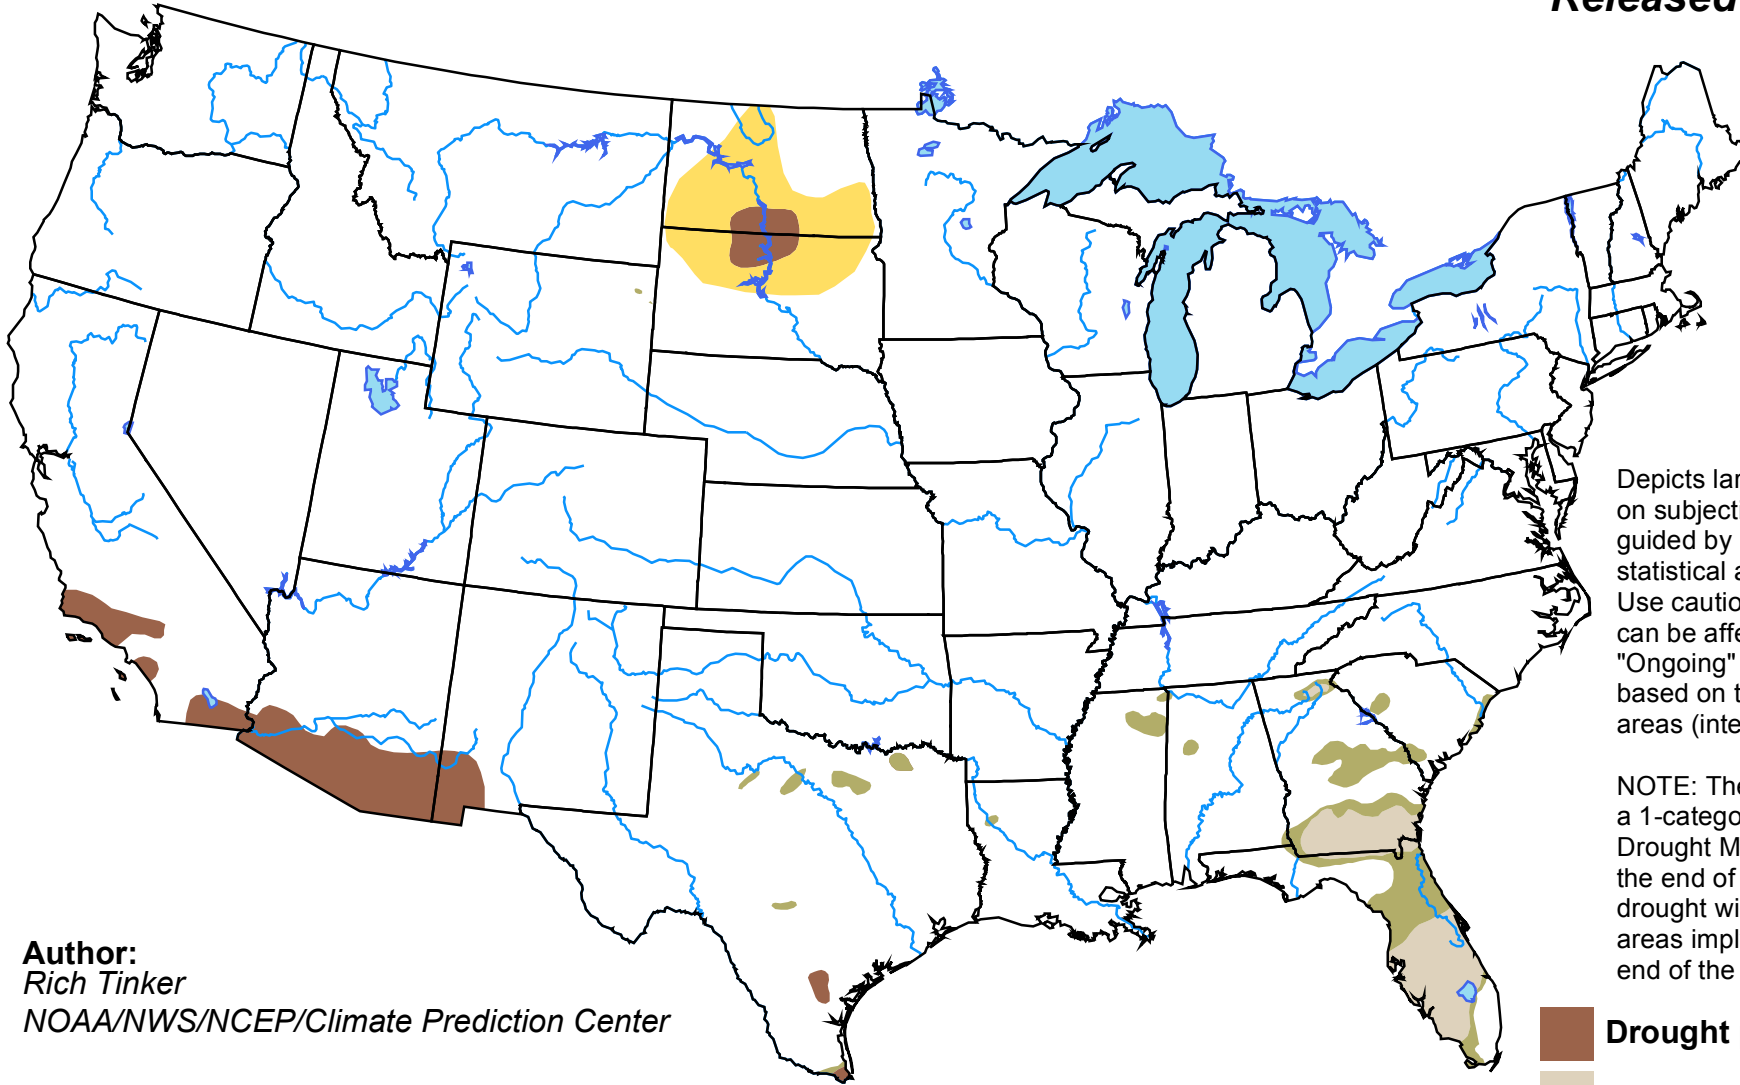 Released
Depicts lar
on subjecti
guided by
statistical a
Use cautio
can be affe
"Ongoing"
based on t
areas (inte
NOTE: The
a 1-catego
Drought M
the end of
drought wi
areas impl
end of the
Author:
Rich Tinker
NOAA/NWS/NCEP/Climate Prediction Center
Drought